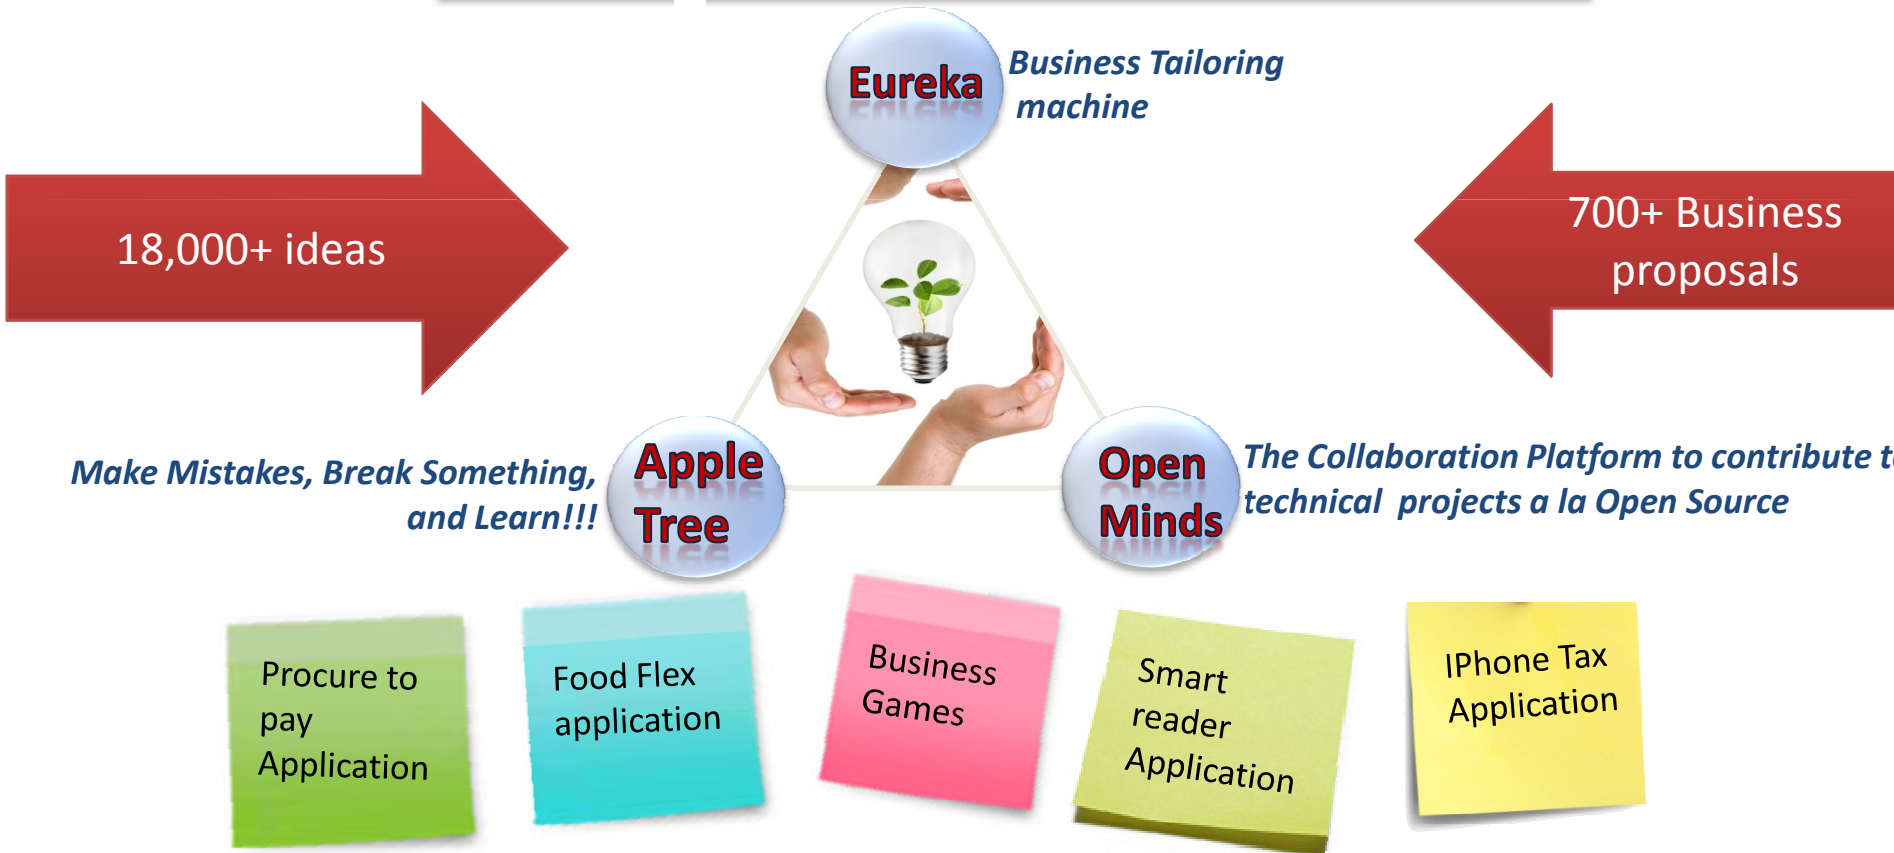 Eureka
Business Tailoring
machine
18,000+ ideas
700+ Business
proposals
Make Mistakes, Break Something,
and Learn!!!
Apple
Tree
Open
Minds
The Collaboration Platform to contribute t
technical projects a la Open Source
Procure to
pay
Application
Food Flex
application
Business
Games
Smart
reader
Application
IPhone Tax
Application